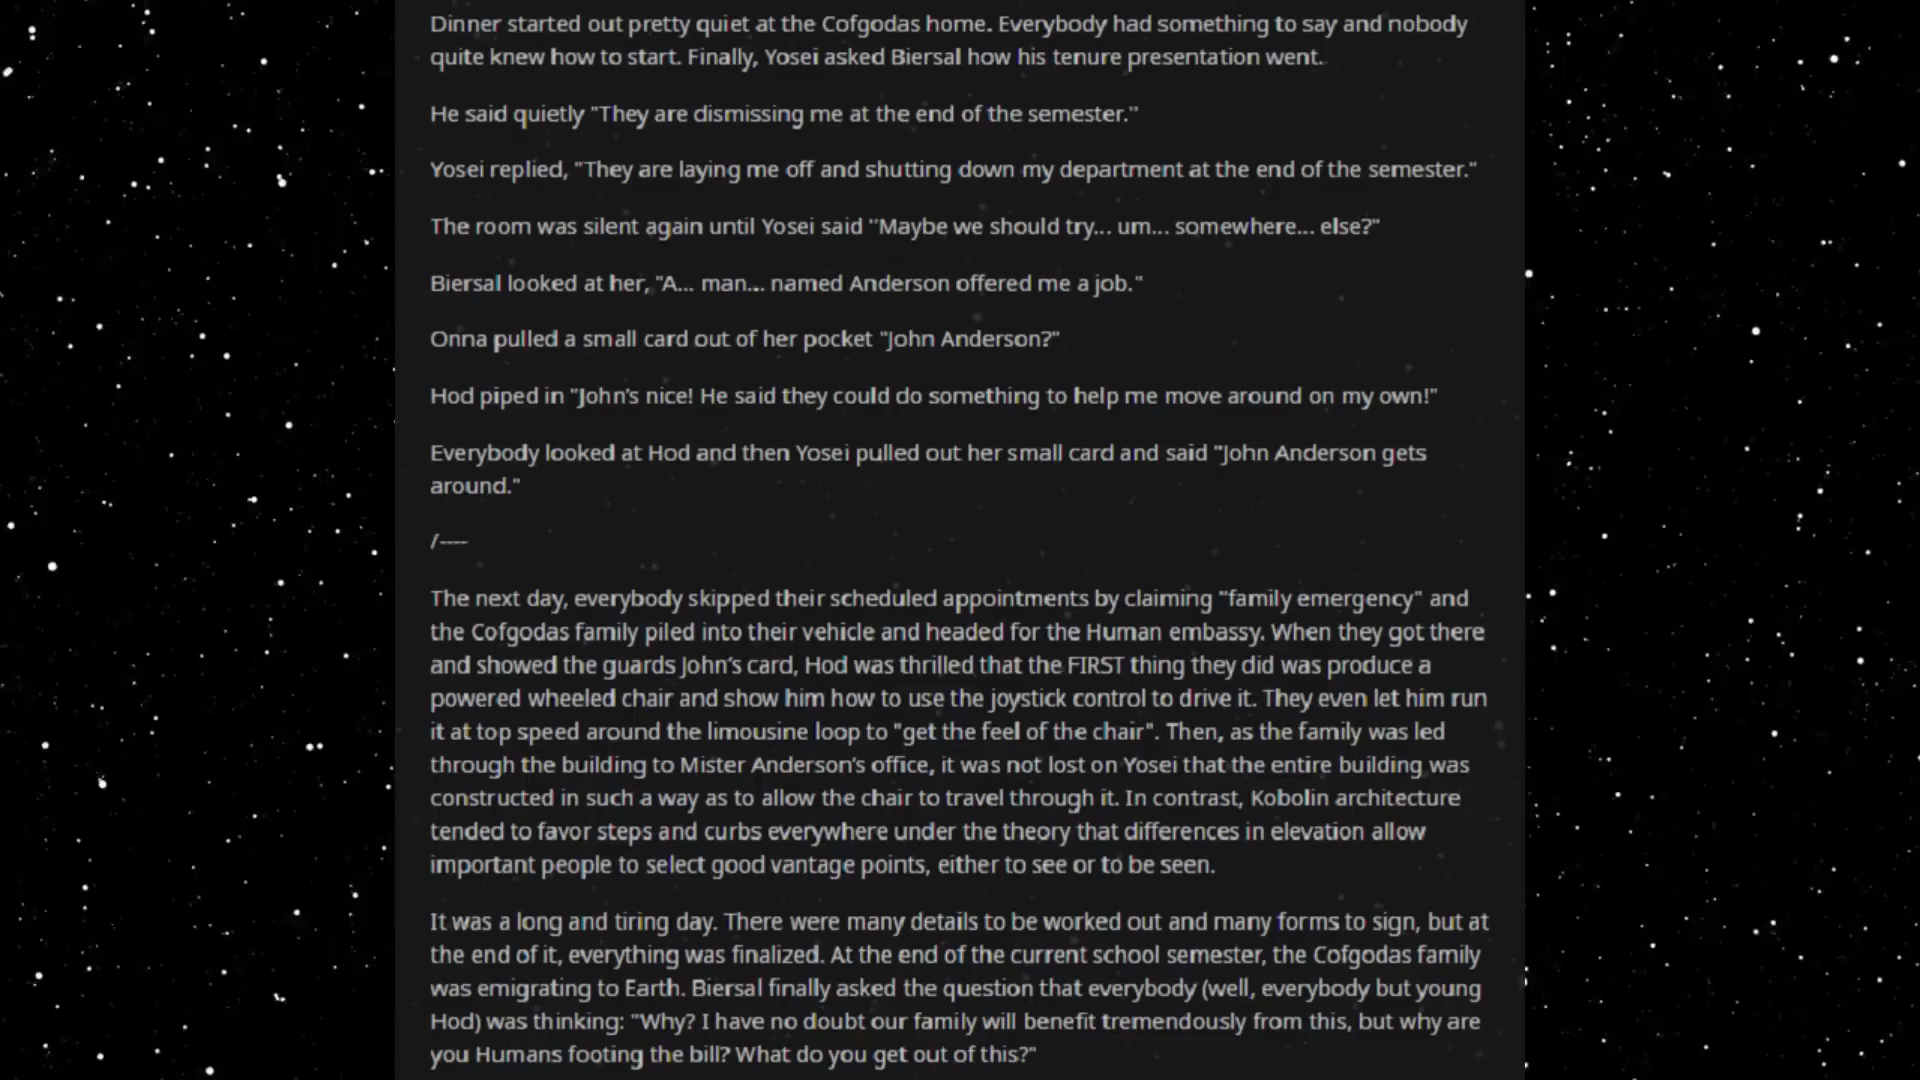 Dinner started out pretty quiet at the Cofgodas home. Everybody had something to say and nobody
quite knew how to start. Finally, Yosei asked Biersal how his tenure presentation went.
He said quietly "They are dismissing me at the end of the semester."
Yosei replied, "They are laying me off and shutting down my department at the end of the semester."
The room was silent again until Yosei said "Maybe we should try... um... somewhere... else?"
Biersal looked at her, "A... man... named Anderson offered me a job."
Onna pulled a small card out of her pocket "John Anderson?"
Hod piped in "John's nice! He said they could do something to help me move around on my own!"
Everybody looked at Hod and then Yosei pulled out her small card and said "John Anderson gets
around."
/----
The next day, everybody skipped their scheduled appointments by claiming "family emergency" and
the Cofgodas family piled into their vehicle and headed for the Human embassy. When they got there
and showed the guards John's card, Hod was thrilled that the FIRST thing they did was produce a
powered wheeled chair and show him how to use the joystick control to drive it. They even let him run
it at top speed around the limousine loop to "get the feel of the chair". Then, as the family was led
through the building to Mister Anderson's office, it was not lost on Yosei that the entire building was
constructed in such a way as to allow the chair to travel through it. In contrast, Kobolin architecture
tended to favor steps and curbs everywhere under the theory that differences in elevation allow
important people to select good vantage points, either to see or to be seen.
It was a long and tiring day. There were many details to be worked out and many forms to sign, but at
the end of it, everything was finalized. At the end of the current school semester, the Cofgodas family
was emigrating to Earth. Biersal finally asked the question that everybody (well, everybody but young
Hod) was thinking: "Why? I have no doubt our family will benefit tremendously from this, but why are
you Humans footing the bill? What do you get out of this?"